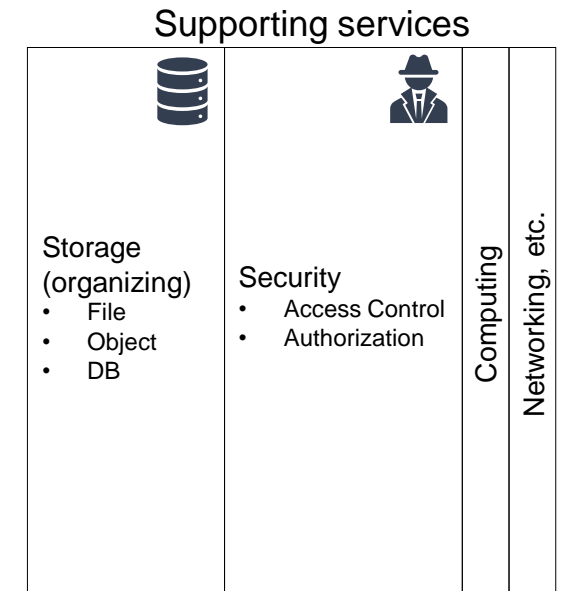 Supporting services
Storage
(organizing)
• File
• Object
• DB
Security
• Access Control
• Authorization
Computing
Networking, etc.